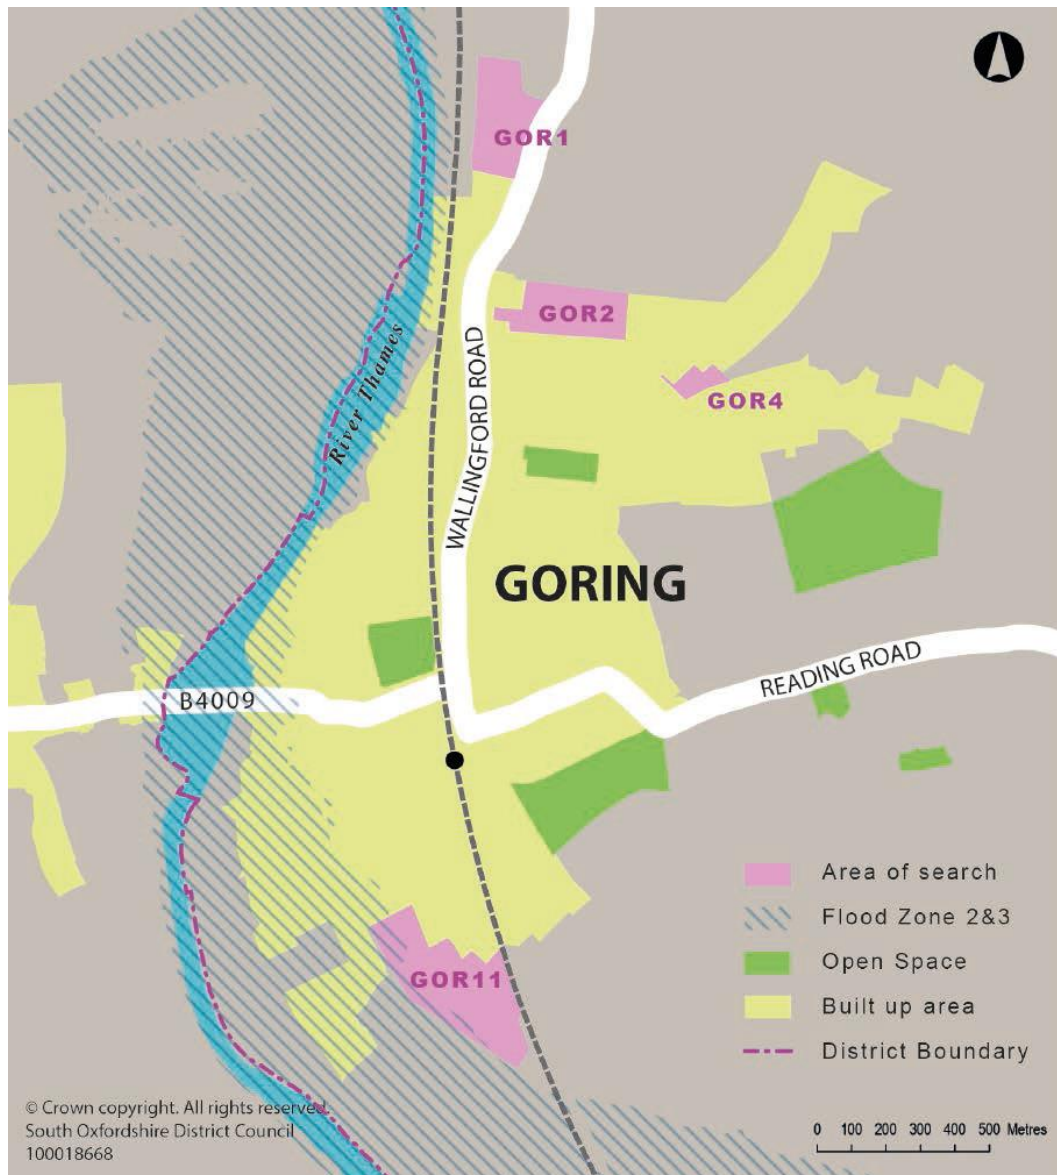 GOR1
GOR2
GOR4
River Thames
WALLINGFORD ROAD
GORING
READING ROAD
B4009
GOR11
Area of search
Flood Zone 2&3
Open Space
Built up area
District Boundary
© Crown copyright. All rights reserved.
South Oxfordshire District Council
100018668
0 100 200 300 400 500 Metres